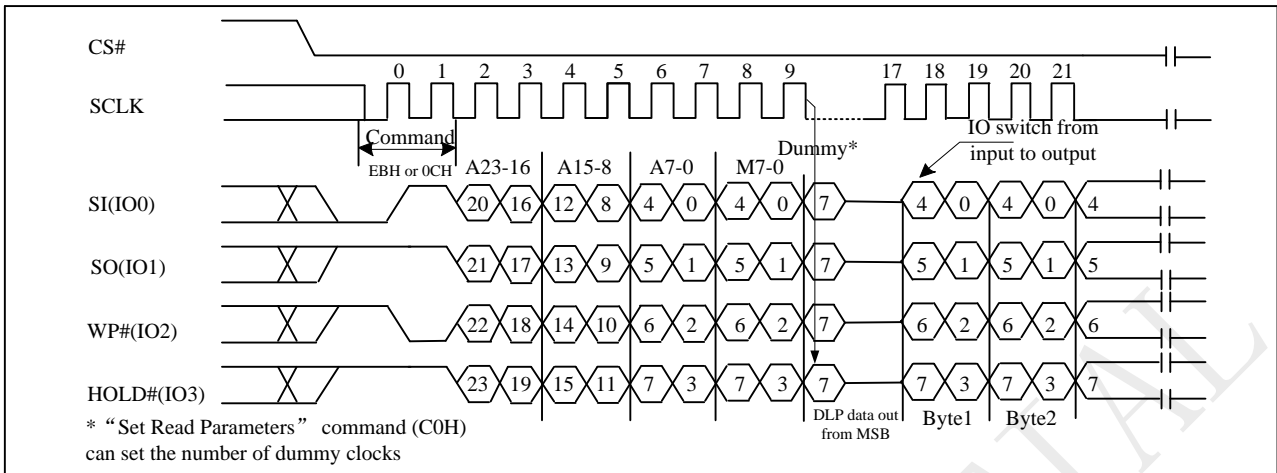 CS#
0 1 2 3 4 5 6 7 8 9 17 18 19 20 21
SCLK
IO switch from
input to output
Command
Dummy*
EBH or 0CH A23-16 A15-8 A7-0 M7-0
SI(IO0) 20 16 12 8 4 0 4 0 7 4 0 4 0 4
SO(IO1) 21 17 13 9 5 1 5 1 7 5 1 5 1 5
WP#(IO2) 22 18 14 10 6 2 6 2 7 6 2 6 2 6
HOLD#(IO3) 23 19 15 11 7 3 7 3 7 7 3 7 3 7
DLP data out
from MSB
Byte1 Byte2
* “Set Read Parameters” command (C0H)
can set the number of dummy clocks